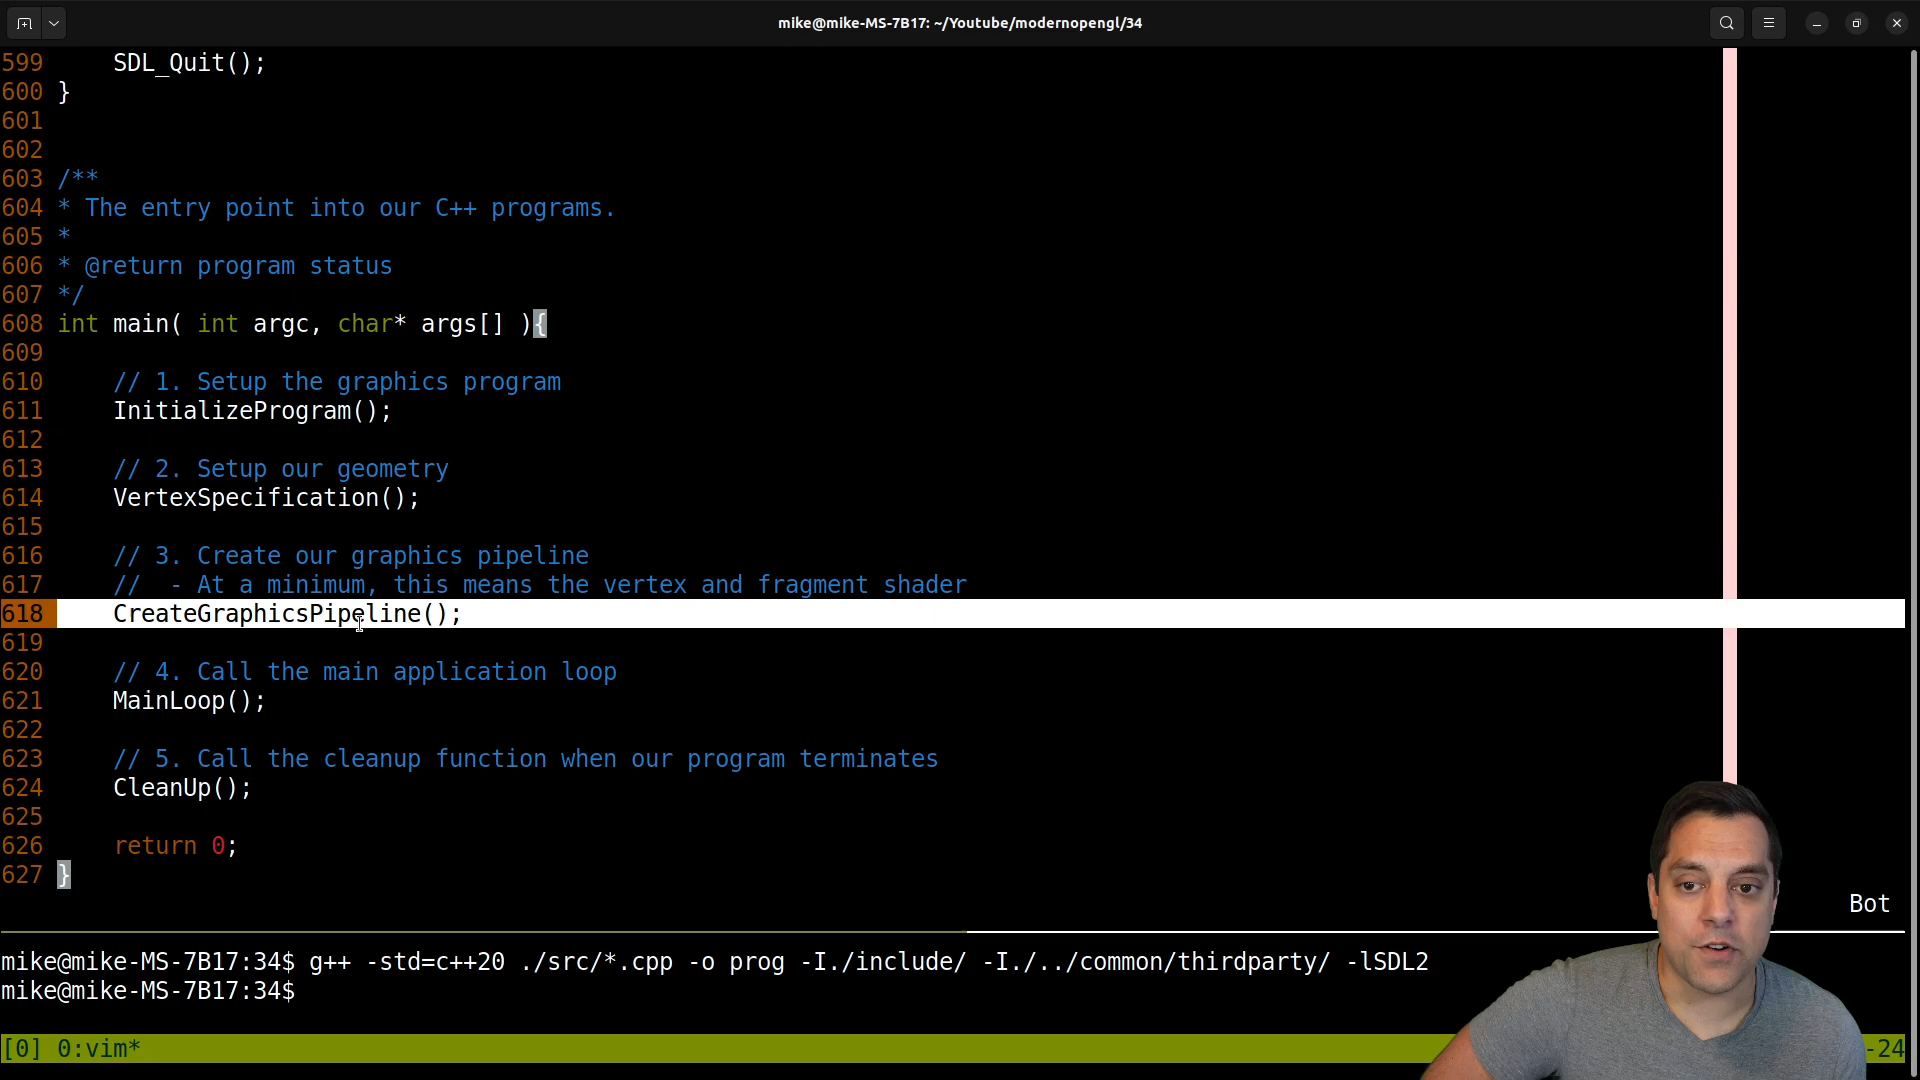 mike@mike-MS-7B17: ~/Youtube/modernopengl/34
599     SDL_Quit();
600 }
601
602
603 /**
604 * The entry point into our C++ programs.
605 *
606 * @return program status
607 */
608 int main( int argc, char* args[] ){
609
610     // 1. Setup the graphics program
611     InitializeProgram();
612
613     // 2. Setup our geometry
614     VertexSpecification();
615
616     // 3. Create our graphics pipeline
617     //  - At a minimum, this means the vertex and fragment shader
618     CreateGraphicsPipeline();
619
620     // 4. Call the main application loop
621     MainLoop();
622
623     // 5. Call the cleanup function when our program terminates
624     CleanUp();
625
626     return 0;
627 }
Bot
mike@mike-MS-7B17:34$ g++ -std=c++20 ./src/*.cpp -o prog -I./include/ -I./../common/thirdparty/ -lSDL2
mike@mike-MS-7B17:34$
[0] 0:vim* -24